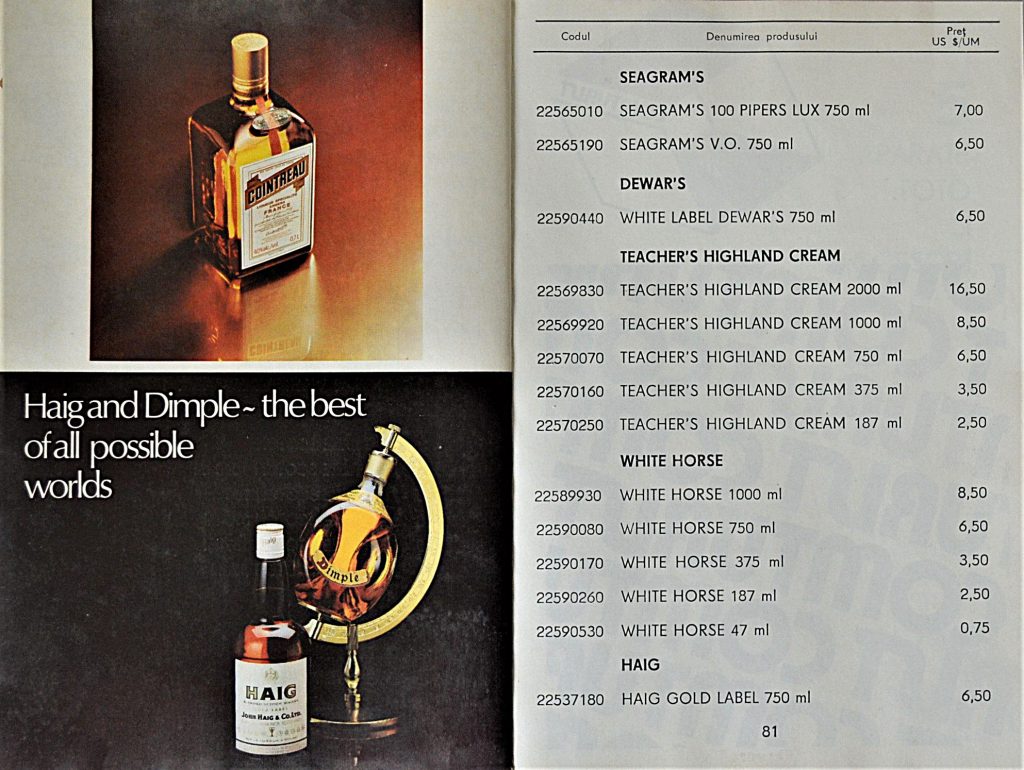 COINTREAU
FRANCE
0,7 L
Haig and Dimple ~ the best
of all possible
worlds
Dimple
HAIG
JOHN HAIG & CO. LTD.
Codul Denumirea produsului Preț US $/UM
SEAGRAM'S
22565010 SEAGRAM'S 100 PIPERS LUX 750 ml 7,00
22565190 SEAGRAM'S V.O. 750 ml 6,50
DEWAR'S
22590440 WHITE LABEL DEWAR'S 750 ml 6,50
TEACHER'S HIGHLAND CREAM
22569830 TEACHER'S HIGHLAND CREAM 2000 ml 16,50
22569920 TEACHER'S HIGHLAND CREAM 1000 ml 8,50
22570070 TEACHER'S HIGHLAND CREAM 750 ml 6,50
22570160 TEACHER'S HIGHLAND CREAM 375 ml 3,50
22570250 TEACHER'S HIGHLAND CREAM 187 ml 2,50
WHITE HORSE
22589930 WHITE HORSE 1000 ml 8,50
22590080 WHITE HORSE 750 ml 6,50
22590170 WHITE HORSE 375 ml 3,50
22590260 WHITE HORSE 187 ml 2,50
22590530 WHITE HORSE 47 ml 0,75
HAIG
22537180 HAIG GOLD LABEL 750 ml 6,50
81